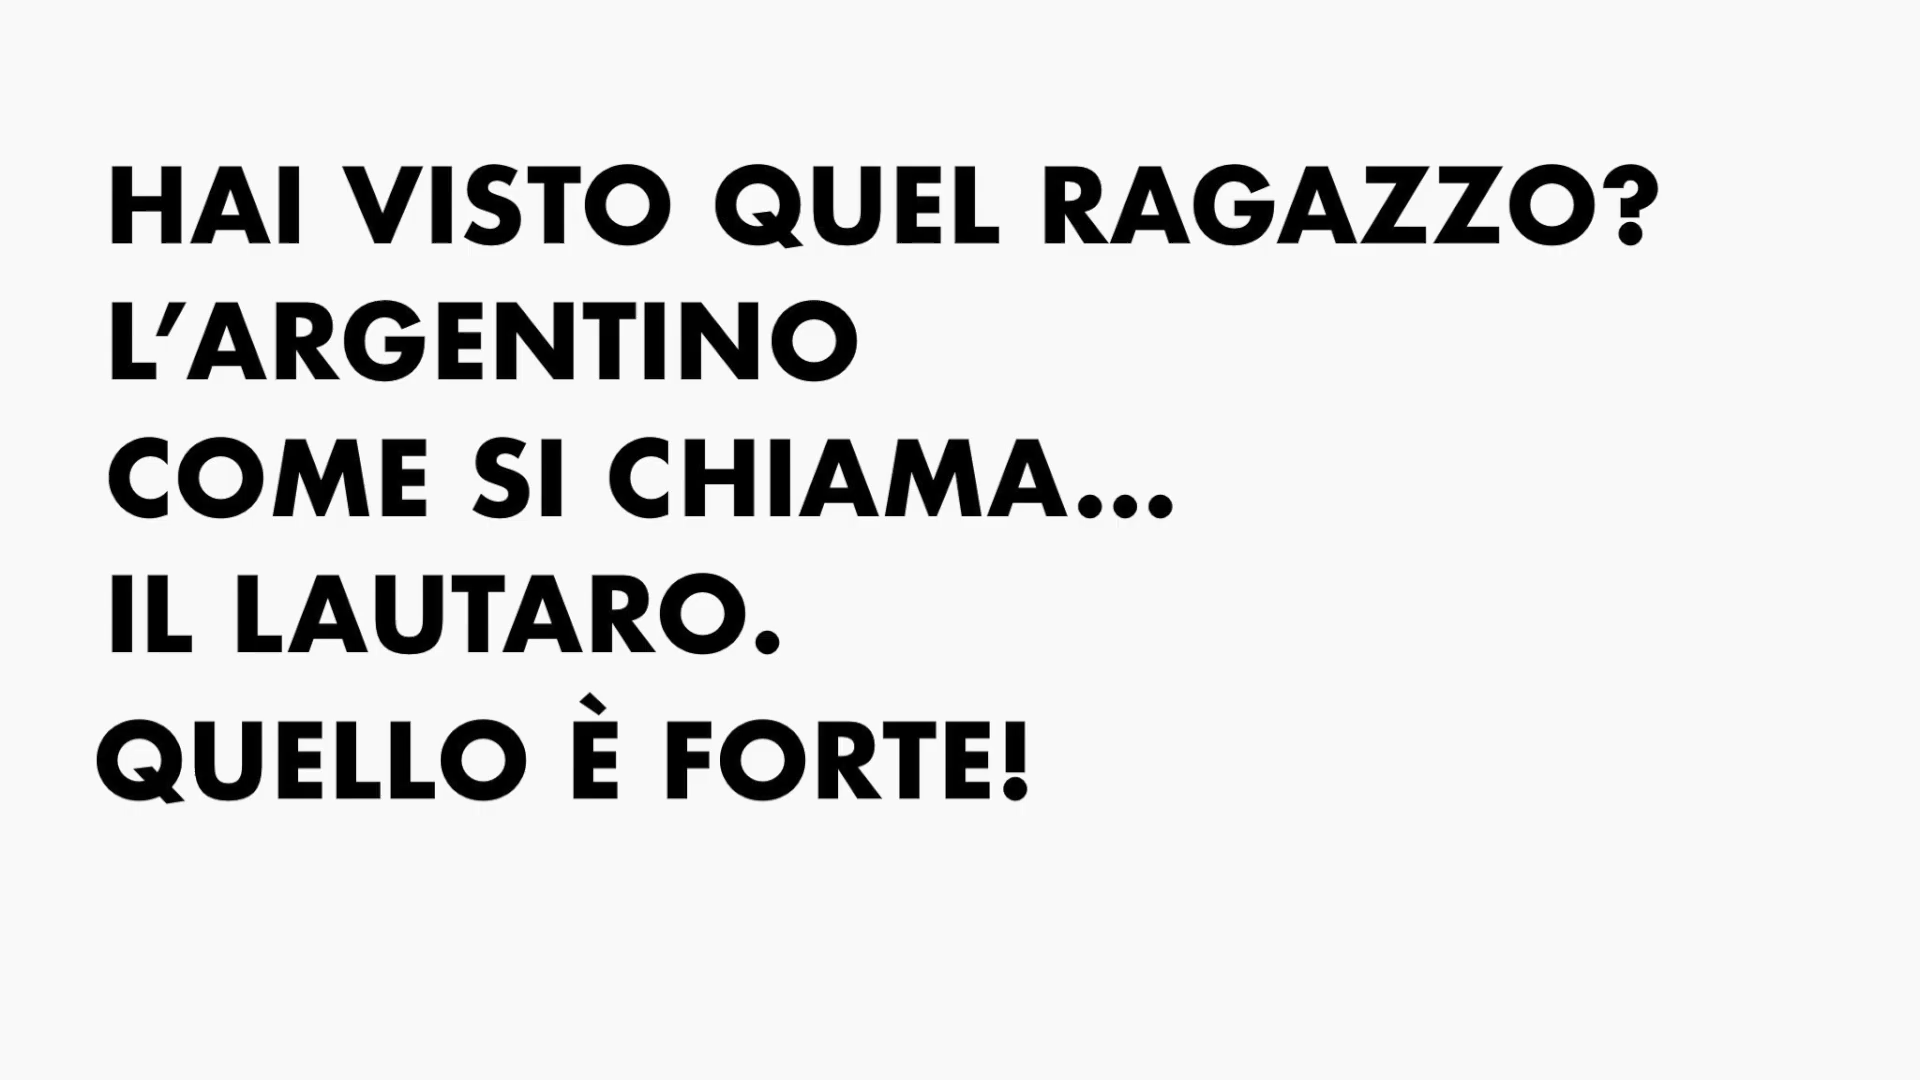 HAI VISTO QUEL RAGAZZO?
L’ARGENTINO
COME SI CHIAMA...
IL LAUTARO.
QUELLO È FORTE!